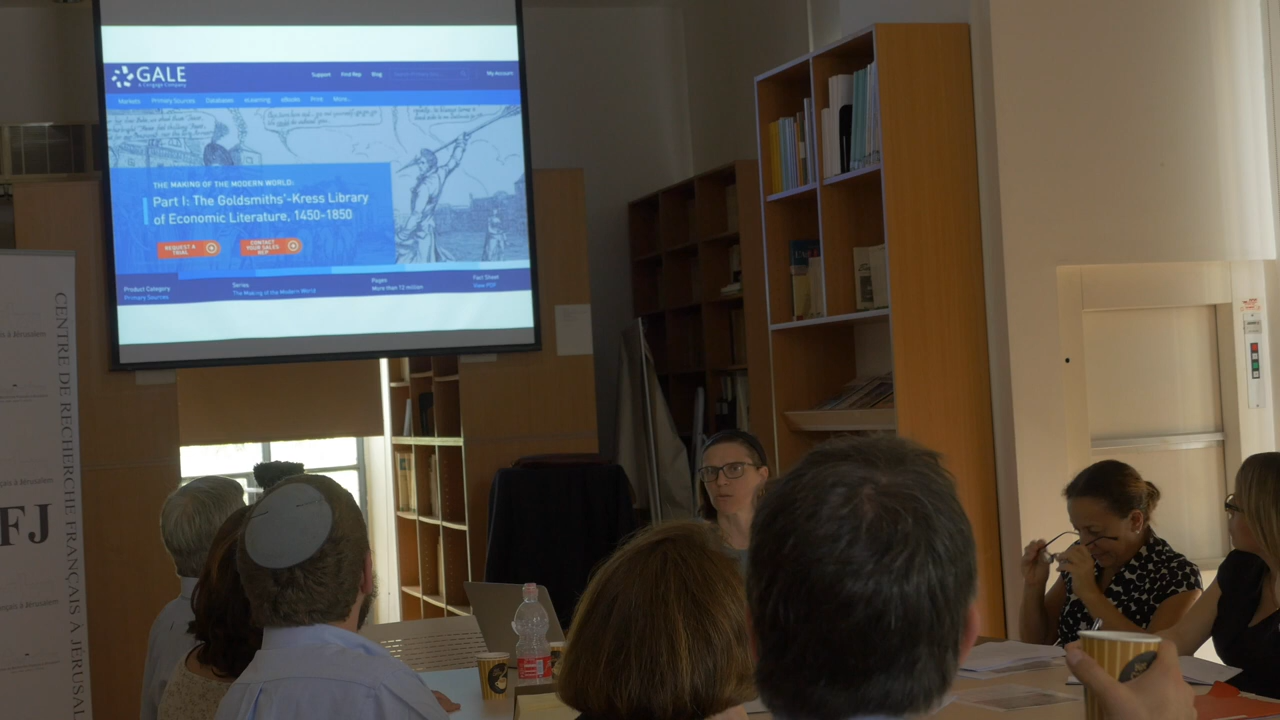 GALE
A Cengage Company
Support Find Rep Blog
My Account
Markets Primary Sources Databases eLearning eBooks Print More...
THE MAKING OF THE MODERN WORLD:
Part I: The Goldsmiths'-Kress Library
of Economic Literature, 1450-1850
REQUEST A
TRIAL
CONTACT
YOUR SALES
REP
Product Category
Primary Sources
Series
The Making of the Modern World
Pages
More than 12 million
Fact Sheet
View PDF
CENTRE DE RECHERCHE FRANÇAIS À JÉRUSAL
FJ